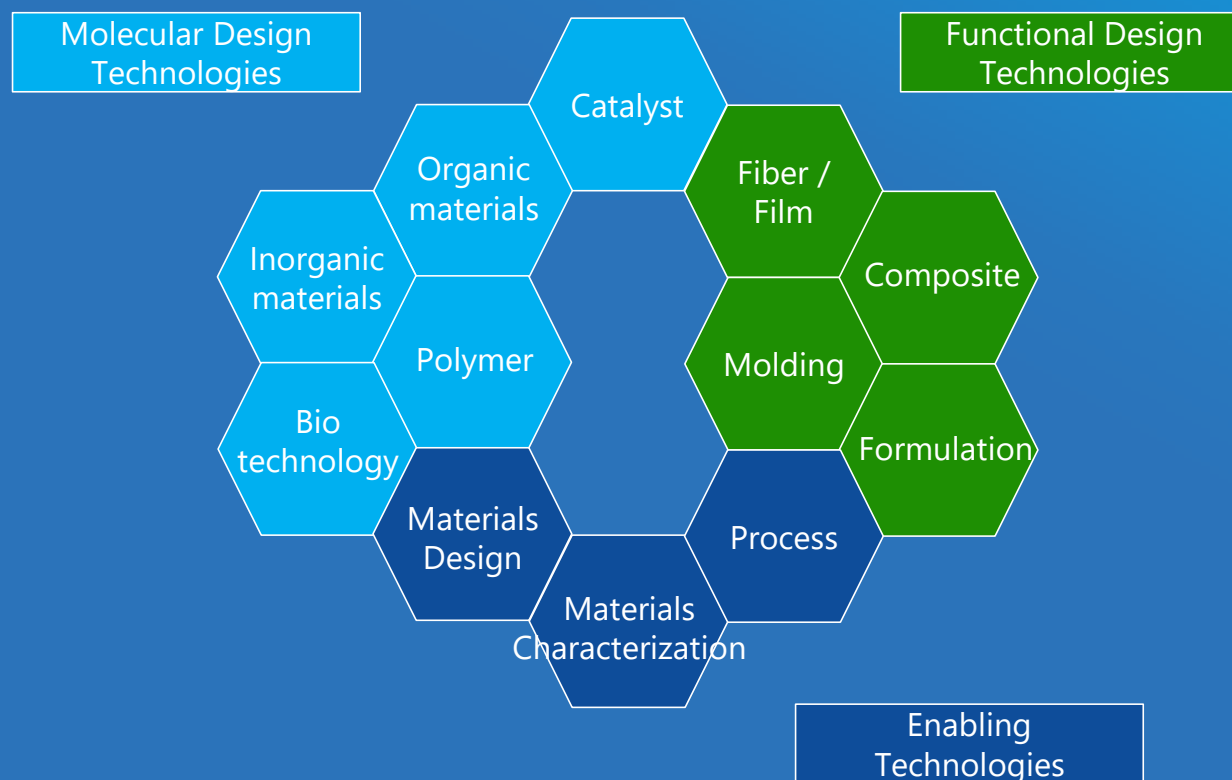 Molecular Design
Technologies
Functional Design
Technologies
Catalyst
Organic
materials
Fiber /
Film
Inorganic
materials
Composite
Polymer
Molding
Bio
technology
Formulation
Materials
Design
Process
Materials
Characterization
Enabling
Technologies